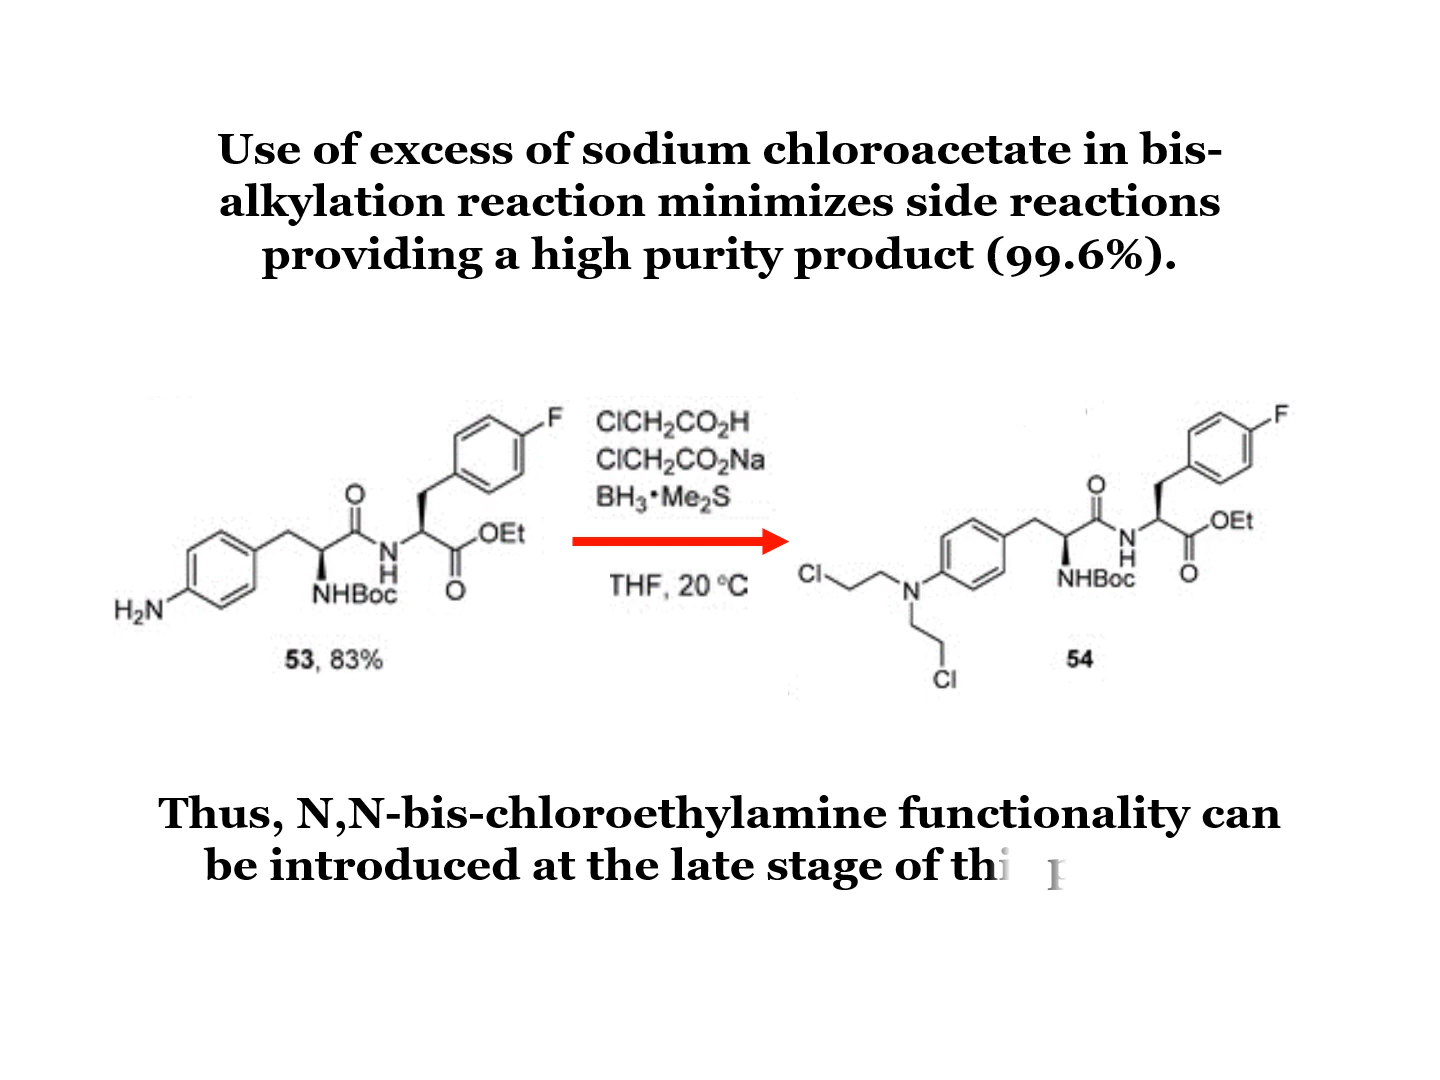 Use of excess of sodium chloroacetate in bis-
alkylation reaction minimizes side reactions
providing a high purity product (99.6%).
F
O
OEt
N
H
NHBoc
O
H₂N
53, 83%
ClCH₂CO₂H
ClCH₂CO₂Na
BH₃•Me₂S
THF, 20 °C
F
O
OEt
N
H
NHBoc
O
Cl
N
Cl
54
Thus, N,N-bis-chloroethylamine functionality can
be introduced at the late stage of